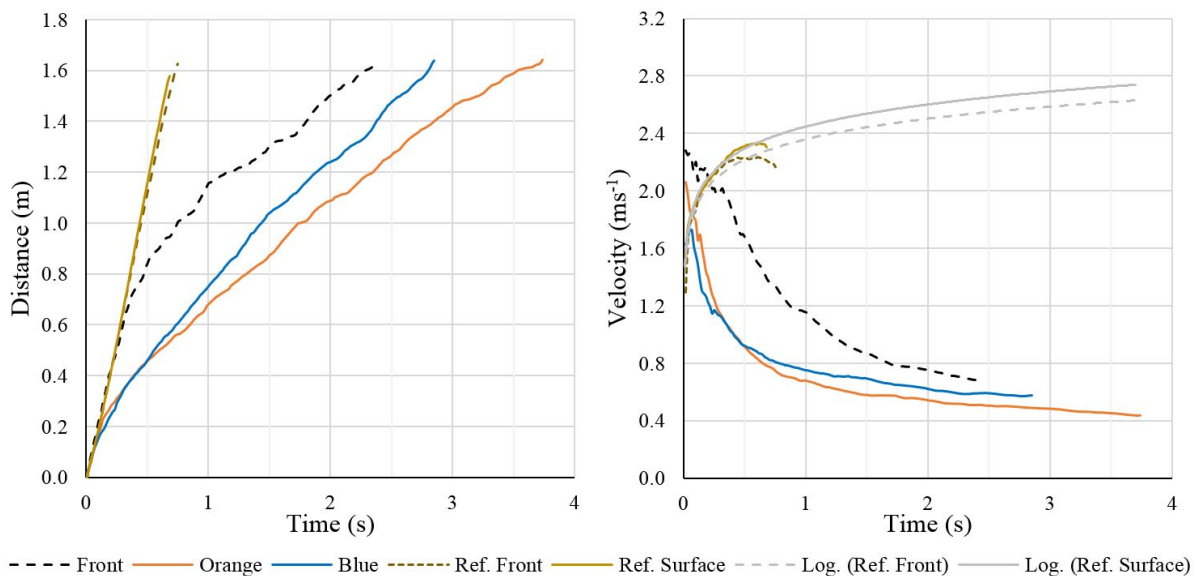 1.8
1.6
1.4
1.2
1.0
0.8
0.6
0.4
0.2
0.0
Distance (m)
0 1 2 3 4
Time (s)
3.2
2.8
2.4
2.0
1.6
1.2
0.8
0.4
0.0
Velocity (ms⁻¹)
0 1 2 3 4
Time (s)
Front Orange Blue Ref. Front Ref. Surface Log. (Ref. Front) Log. (Ref. Surface)